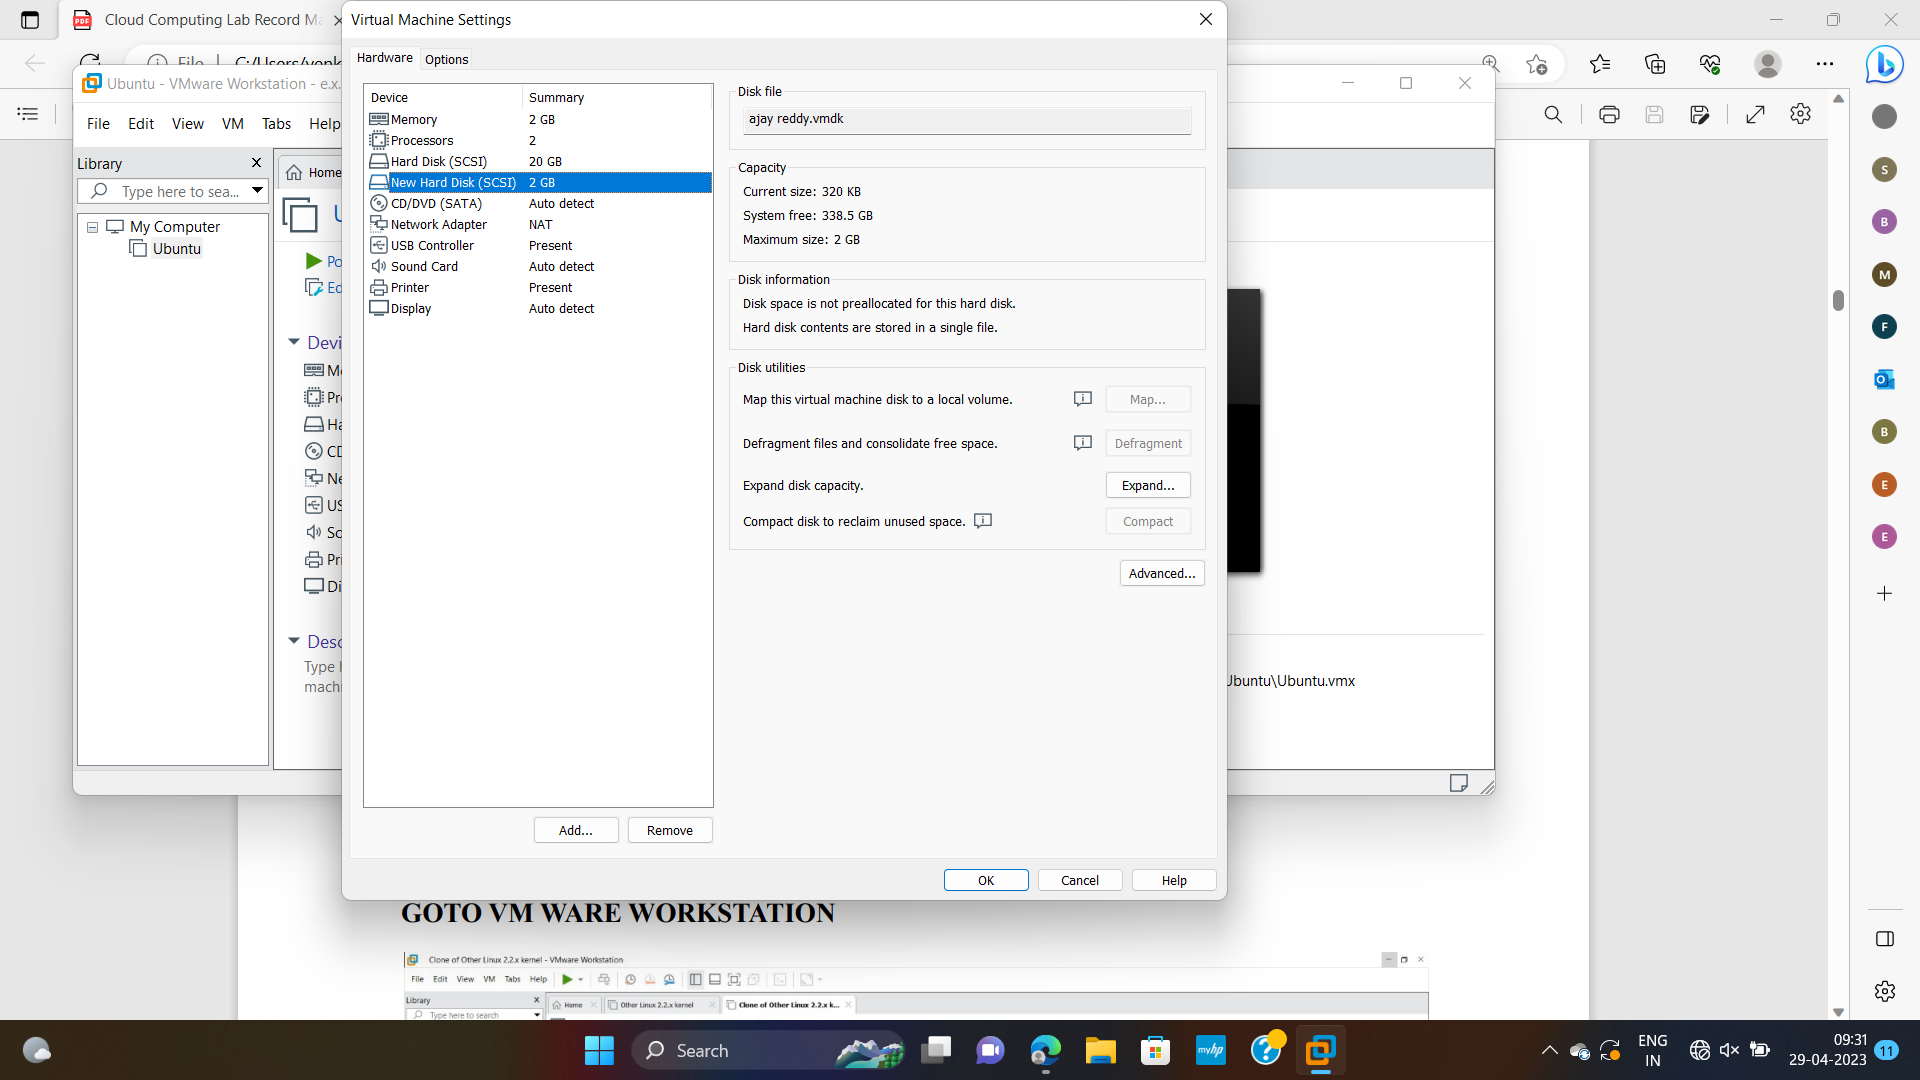 Cloud Computing Lab Record Ma
Virtual Machine Settings
File
C:/Users/venk
Hardware
Options
Ubuntu - VMware Workstation - e.x.
File Edit View VM Tabs Help
Library
Type here to sea...
My Computer
Ubuntu
Home
Device Summary
Memory 2 GB
Processors 2
Hard Disk (SCSI) 20 GB
New Hard Disk (SCSI) 2 GB
CD/DVD (SATA) Auto detect
Network Adapter NAT
USB Controller Present
Sound Card Auto detect
Printer Present
Display Auto detect
Disk file
ajay reddy.vmdk
Capacity
Current size: 320 KB
System free: 338.5 GB
Maximum size: 2 GB
Disk information
Disk space is not preallocated for this hard disk.
Hard disk contents are stored in a single file.
Disk utilities
Map this virtual machine disk to a local volume. Map...
Defragment files and consolidate free space. Defragment
Expand disk capacity. Expand...
Compact disk to reclaim unused space. Compact
Advanced...
U
Po
Ed
Devi
Me
Pro
Ha
CD
Ne
US
So
Pri
Di
Desc
Type h
machi
Ubuntu\Ubuntu.vmx
Add... Remove
OK Cancel Help
GOTO VM WARE WORKSTATION
Clone of Other Linux 2.2.x kernel - VMware Workstation
File Edit View VM Tabs Help
Library
Type here to search
Home
Other Linux 2.2.x kernel
Clone of Other Linux 2.2.x k...
S
B
M
F
B
E
E
Search
myhp
ENG
IN
09:31
29-04-2023
11